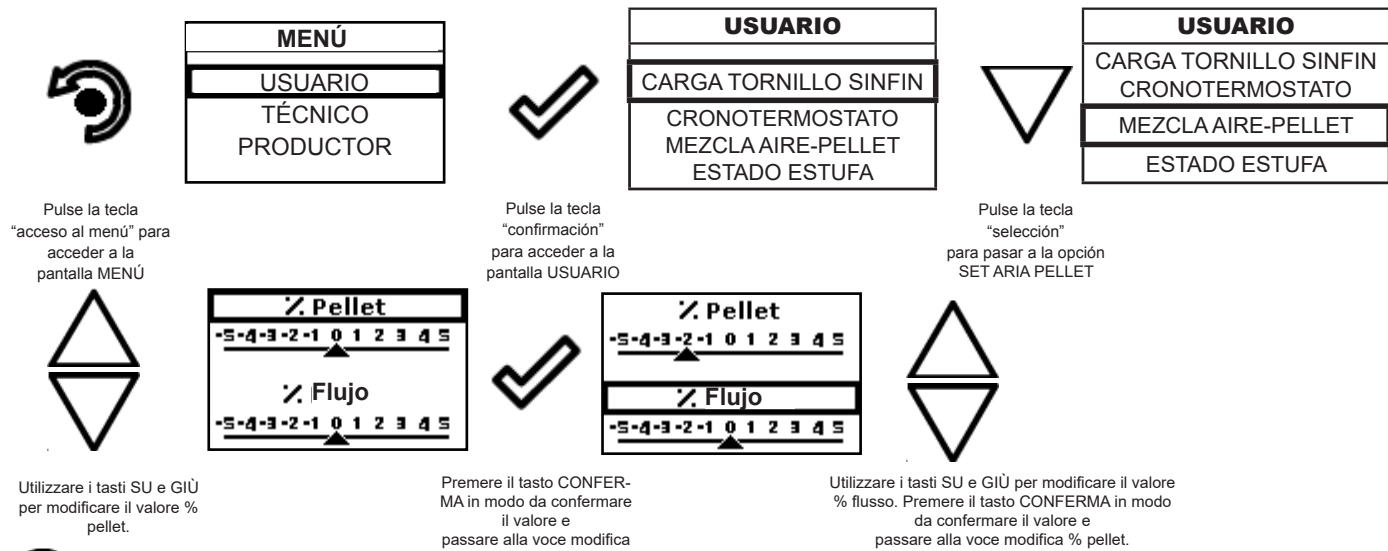 MENÚ
USUARIO
TÉCNICO
PRODUCTOR
USUARIO
CARGA TORNILLO SINFIN
CRONOTERMOSTATO
MEZCLA AIRE-PELLET
ESTADO ESTUFA
USUARIO
CARGA TORNILLO SINFIN
CRONOTERMOSTATO
MEZCLA AIRE-PELLET
ESTADO ESTUFA
Pulse la tecla
“acceso al menú” para
acceder a la
pantalla MENÚ
Pulse la tecla
“confirmación”
para acceder a la
pantalla USUARIO
Pulse la tecla
“selección”
para pasar a la opción
SET ARIA PELLET
% Pellet
-5-4-3-2-1 0 1 2 3 4 5
% Flujo
-5-4-3-2-1 0 1 2 3 4 5
% Pellet
-5-4-3-2-1 0 1 2 3 4 5
% Flujo
-5-4-3-2-1 0 1 2 3 4 5
Utilizzare i tasti SU e GIÙ
per modificare il valore %
pellet.
Premere il tasto CONFER-
MA in modo da confermare
il valore e
passare alla voce modifica
Utilizzare i tasti SU e GIÙ per modificare il valore
% flusso. Premere il tasto CONFERMA in modo
da confermare il valore e
passare alla voce modifica % pellet.